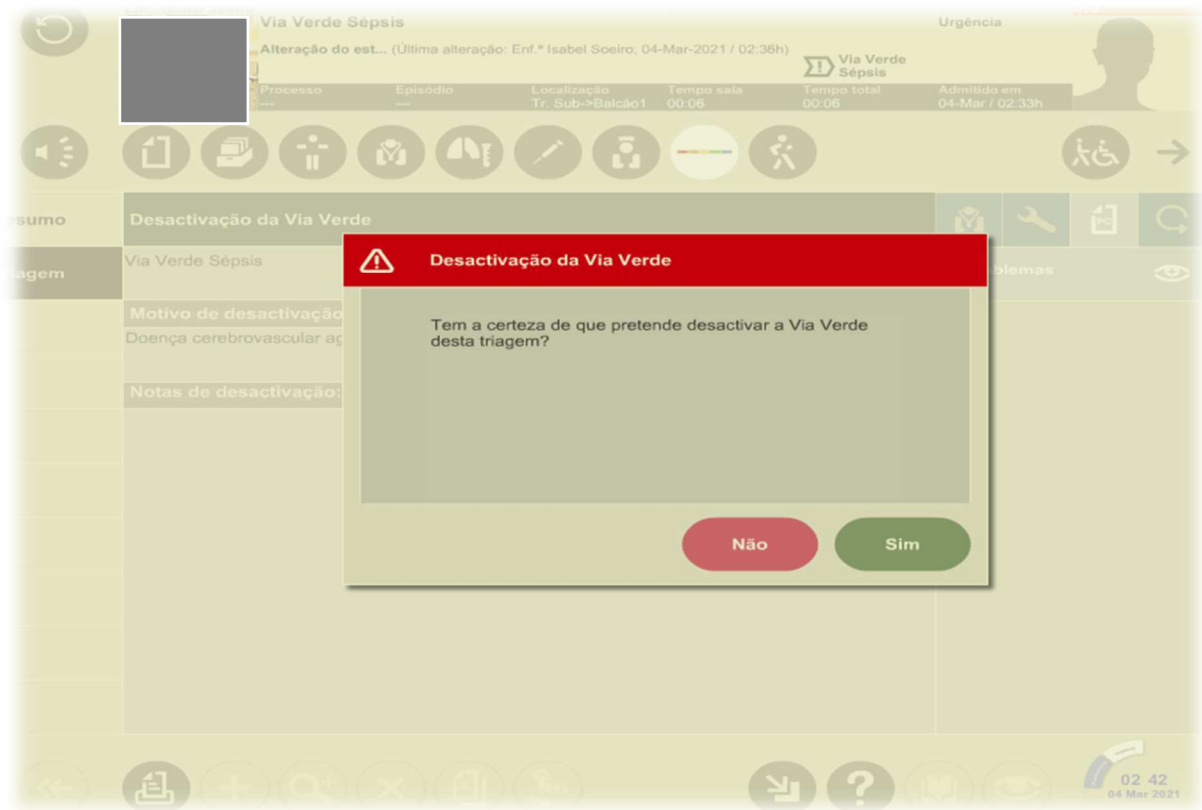 Via Verde Sépsis
Urgência
Alteração do est... (Última alteração: Enf.ª Isabel Soeiro; 04-Mar-2021 / 02:36h)
Via Verde
Sépsis
Processo Episódio Localização Tempo sala Tempo total Admitido em
--- --- Tr. Sub->Balcão1 00:06 00:06 04-Mar / 02:33h
esumo
Desactivação da Via Verde
agem
Via Verde Sépsis
Desactivação da Via Verde
blemas
Motivo de desactivação
Doença cerebrovascular ag
Tem a certeza de que pretende desactivar a Via Verde
desta triagem?
Notas de desactivação:
Não
Sim
02 42
04 Mar 2021